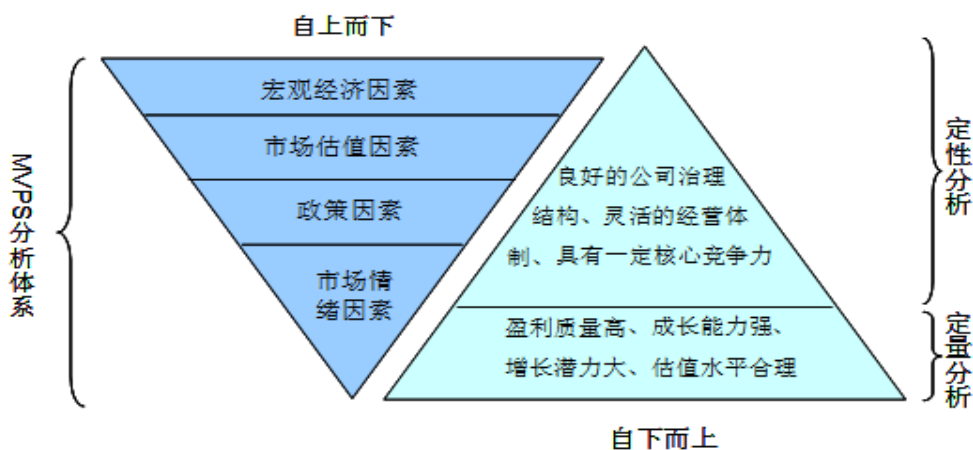 自上而下
宏观经济因素
市场估值因素
政策因素
市场情
绪因素
MVPS分析体系
良好的公司治理
结构、灵活的经营体
制、具有一定核心竞争力
盈利质量高、成长能力强、
增长潜力大、估值水平合理
定性分析
定量分析
自下而上